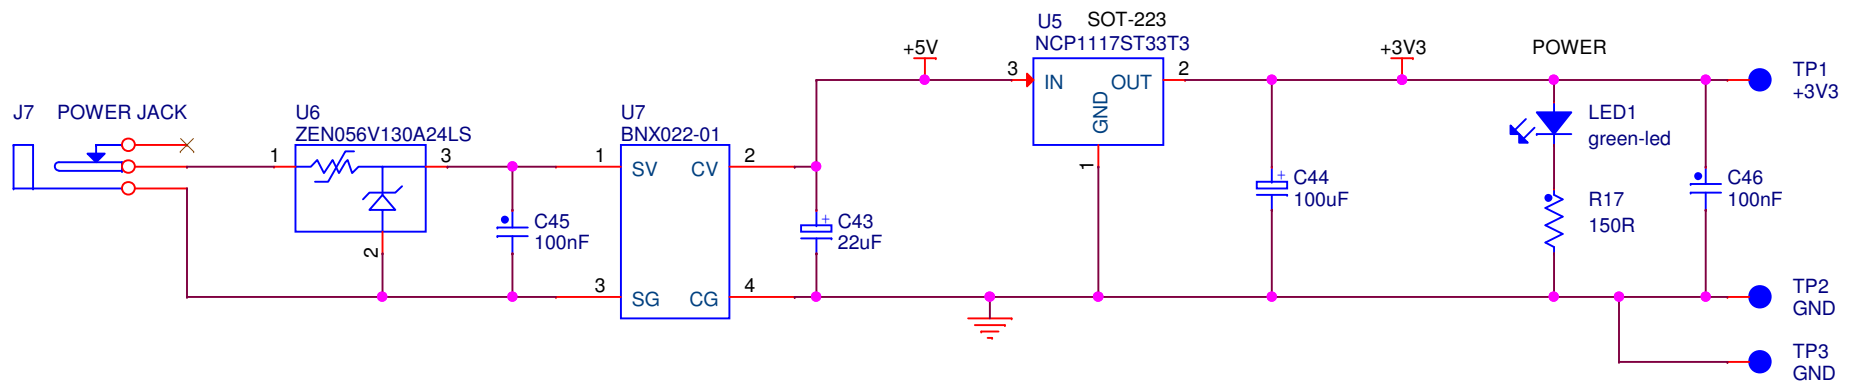 J7 POWER JACK
U6
ZEN056V130A24LS
1
3
2
C45
100nF
U7
BNX022-01
1
SV
CV
2
3
SG
CG
4
C43
22uF
+5V
U5 SOT-223
NCP1117ST33T3
3
IN
OUT
2
GND
1
C44
100uF
+3V3
POWER
LED1
green-led
R17
150R
C46
100nF
TP1
+3V3
TP2
GND
TP3
GND